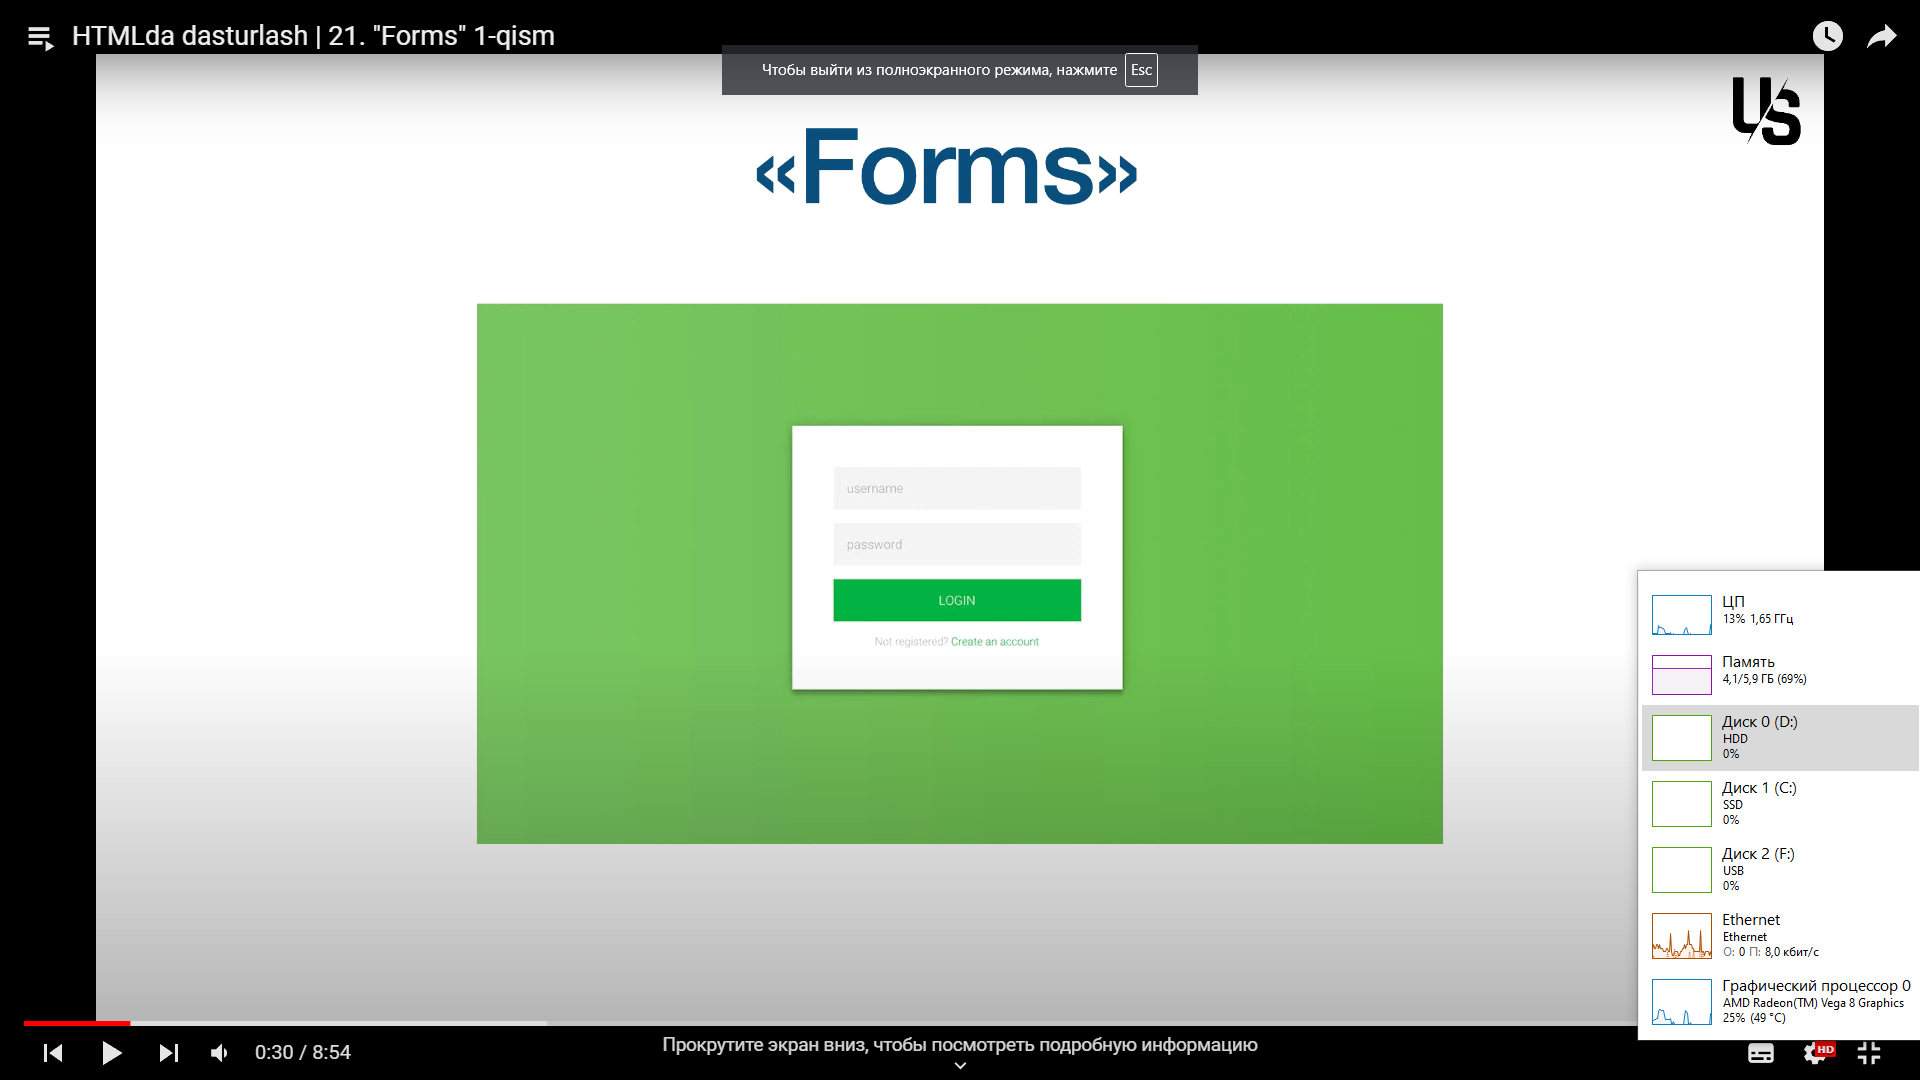 HTMLda dasturlash | 21. "Forms" 1-qism
Чтобы выйти из полноэкранного режима, нажмите Esc
US
«Forms»
username
password
LOGIN
Not registered? Create an account
ЦП
13% 1,65 ГГц
Память
4,1/5,9 ГБ (69%)
Диск 0 (D:)
HDD
0%
Диск 1 (C:)
SSD
0%
Диск 2 (F:)
USB
0%
Ethernet
Ethernet
О: 0 П: 8,0 кбит/с
Графический процессор 0
AMD Radeon(TM) Vega 8 Graphics
25% (49 °C)
0:30 / 8:54
Прокрутите экран вниз, чтобы посмотреть подробную информацию
HD